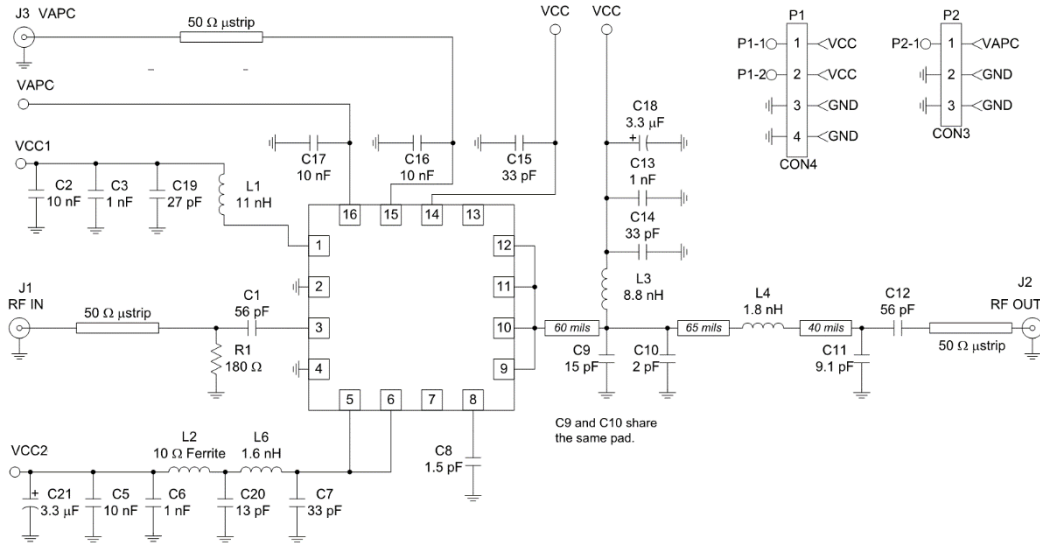 J3 VAPC
50 Ω µstrip
VCC
VCC
P1
P2
P1-1
1
VCC
P2-1
1
VAPC
P1-2
2
VCC
2
GND
3
GND
3
GND
4
GND
CON3
CON4
VAPC
C18
3.3 µF
+
C17
10 nF
C16
10 nF
C15
33 pF
C13
1 nF
VCC1
C2
10 nF
C3
1 nF
C19
27 pF
L1
11 nH
C14
33 pF
16
15
14
13
1
12
2
11
3
10
4
9
5
6
7
8
L3
8.8 nH
J1
RF IN
50 Ω µstrip
C1
56 pF
R1
180 Ω
60 mils
C9
15 pF
C10
2 pF
65 mils
L4
1.8 nH
40 mils
C11
9.1 pF
C12
56 pF
J2
RF OUT
50 Ω µstrip
C9 and C10 share
the same pad.
C8
1.5 pF
VCC2
L2
10 Ω Ferrite
L6
1.6 nH
+
C21
3.3 µF
C5
10 nF
C6
1 nF
C20
13 pF
C7
33 pF